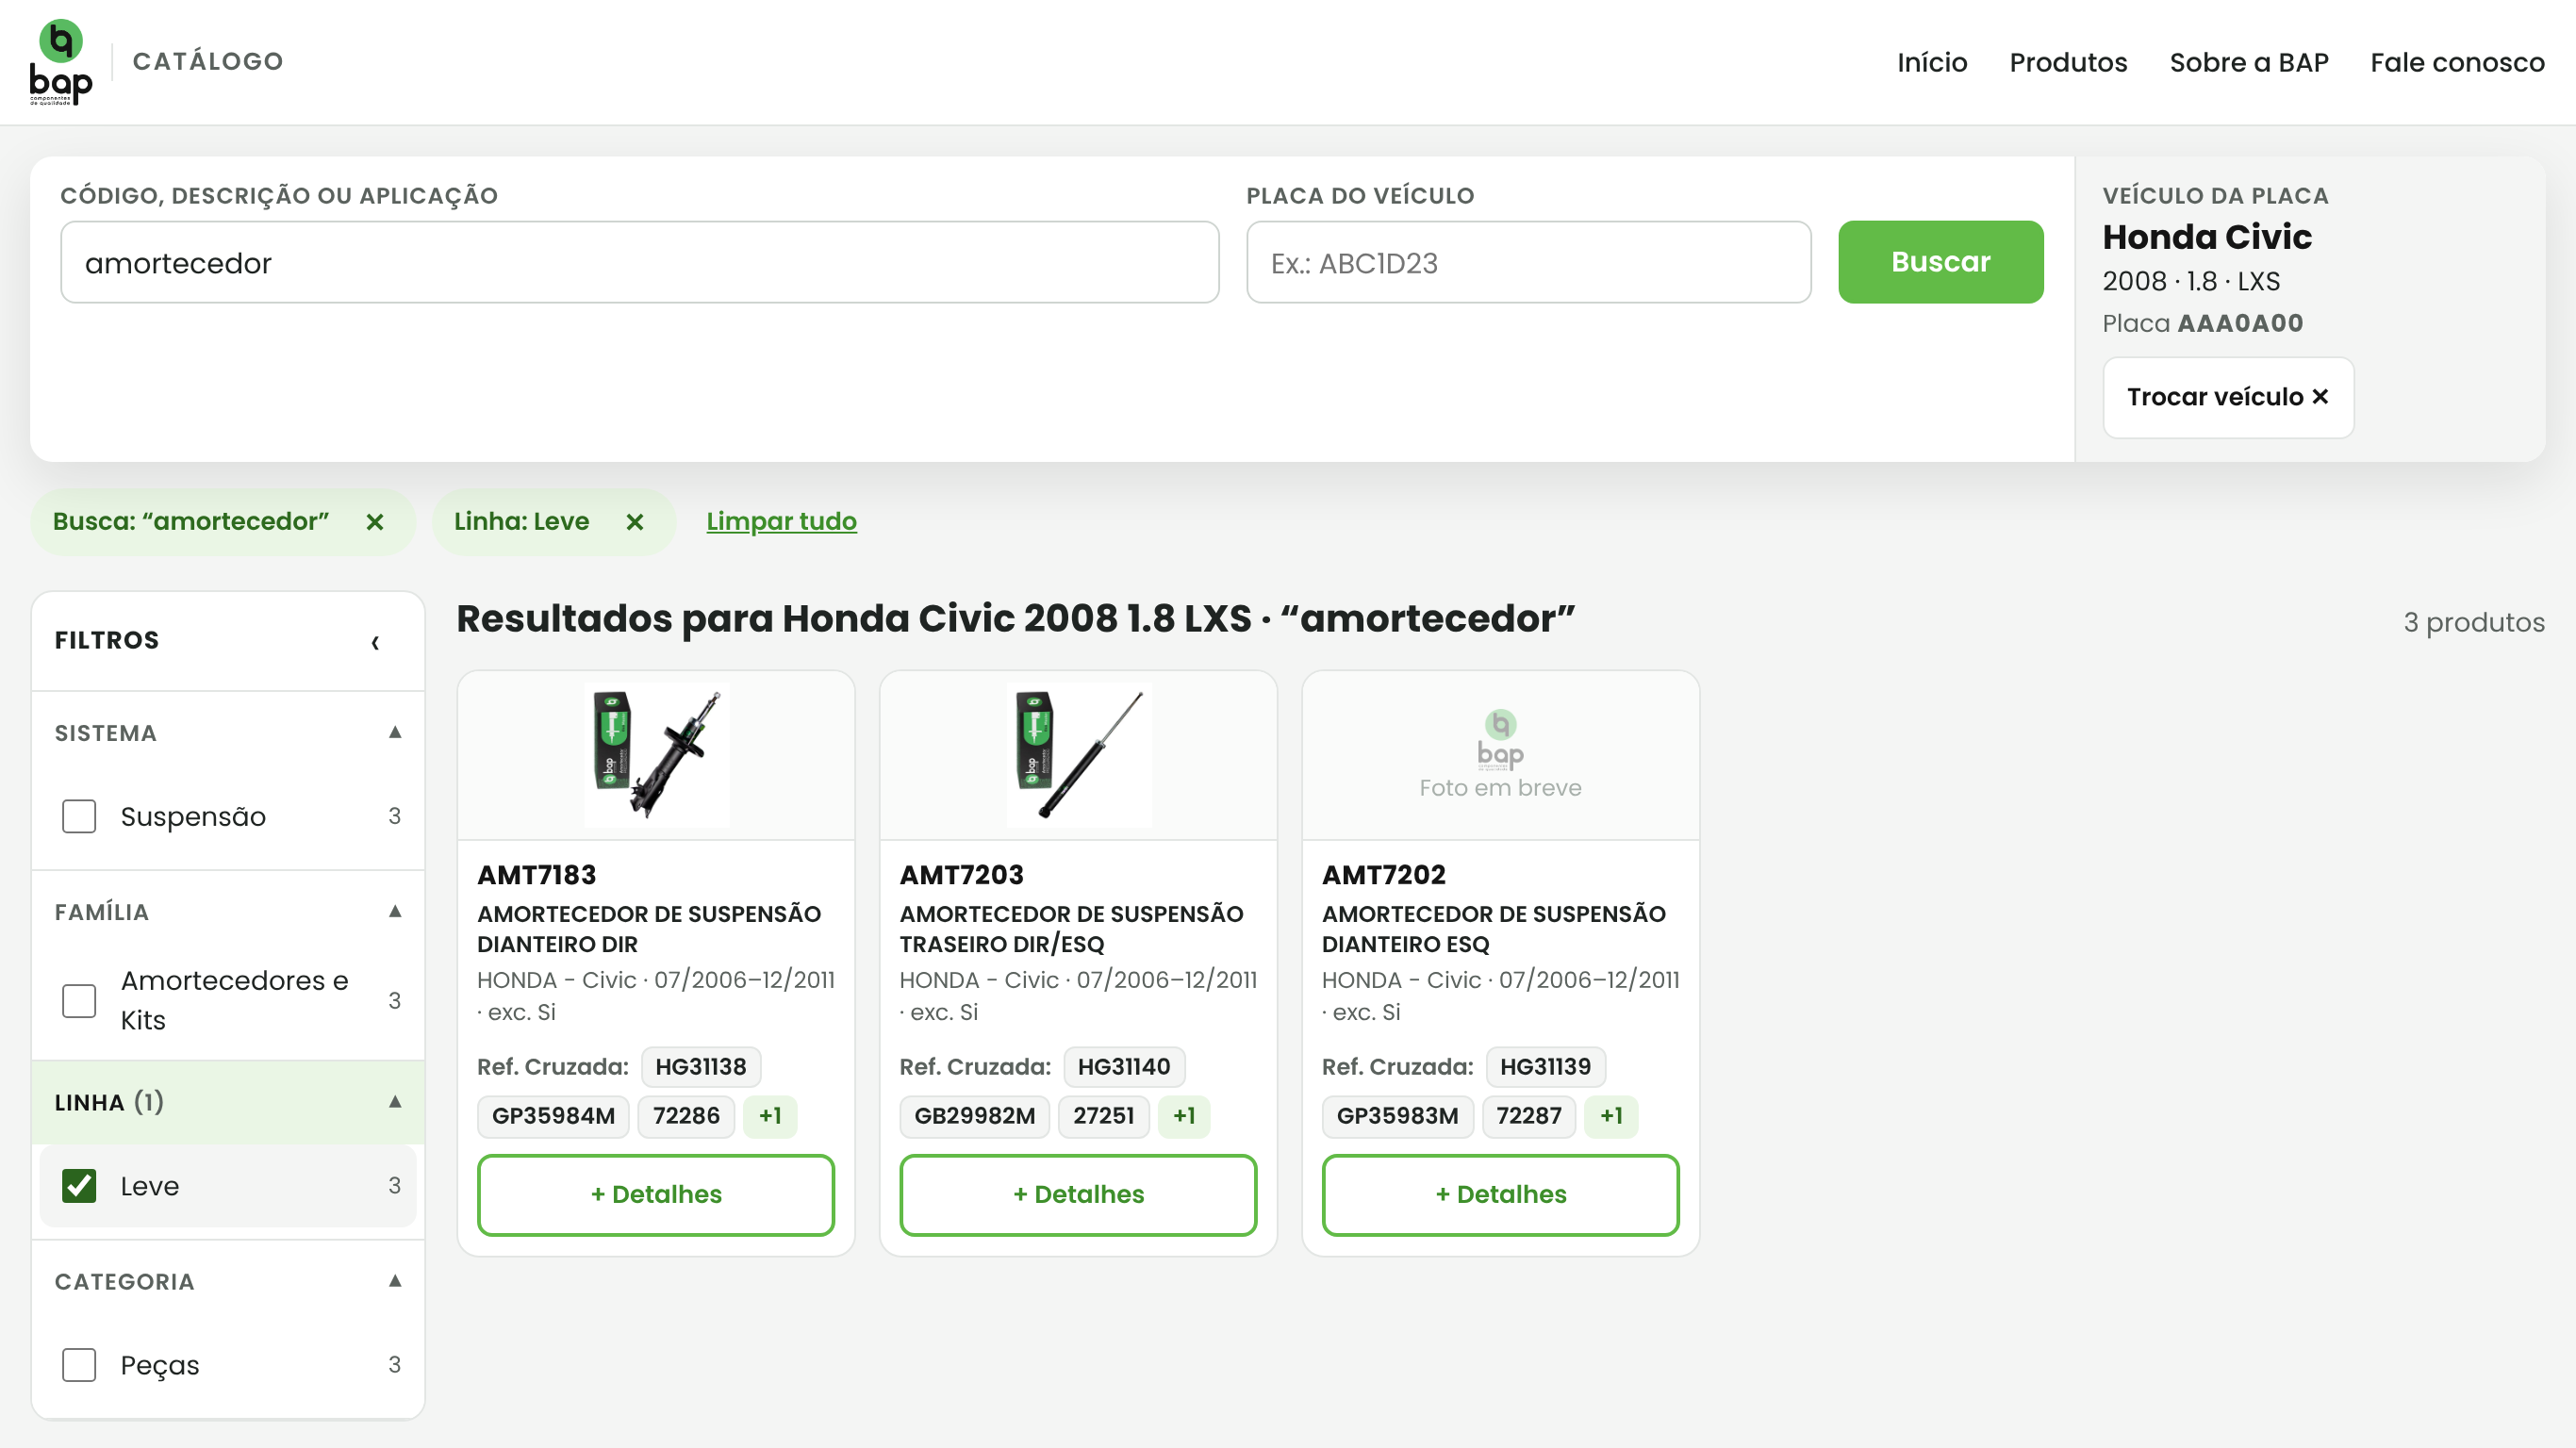 bap
componentes
de qualidade
CATÁLOGO
Início
Produtos
Sobre a BAP
Fale conosco
CÓDIGO, DESCRIÇÃO OU APLICAÇÃO
amortecedor
PLACA DO VEÍCULO
Ex.: ABC1D23
Buscar
VEÍCULO DA PLACA
Honda Civic
2008 · 1.8 · LXS
Placa AAA0A00
Trocar veículo ✕
Busca: “amortecedor” ✕
Linha: Leve ✕
Limpar tudo
FILTROS ‹
SISTEMA ▲
Suspensão 3
FAMÍLIA ▲
Amortecedores e
Kits 3
LINHA (1) ▲
Leve 3
CATEGORIA ▲
Peças 3
Resultados para Honda Civic 2008 1.8 LXS · “amortecedor”
3 produtos
bap
AMT7183
AMORTECEDOR DE SUSPENSÃO
DIANTEIRO DIR
HONDA - Civic · 07/2006–12/2011
· exc. Si
Ref. Cruzada: HG31138
GP35984M 72286 +1
+ Detalhes
bap
AMT7203
AMORTECEDOR DE SUSPENSÃO
TRASEIRO DIR/ESQ
HONDA - Civic · 07/2006–12/2011
· exc. Si
Ref. Cruzada: HG31140
GB29982M 27251 +1
+ Detalhes
bap
Foto em breve
AMT7202
AMORTECEDOR DE SUSPENSÃO
DIANTEIRO ESQ
HONDA - Civic · 07/2006–12/2011
· exc. Si
Ref. Cruzada: HG31139
GP35983M 72287 +1
+ Detalhes